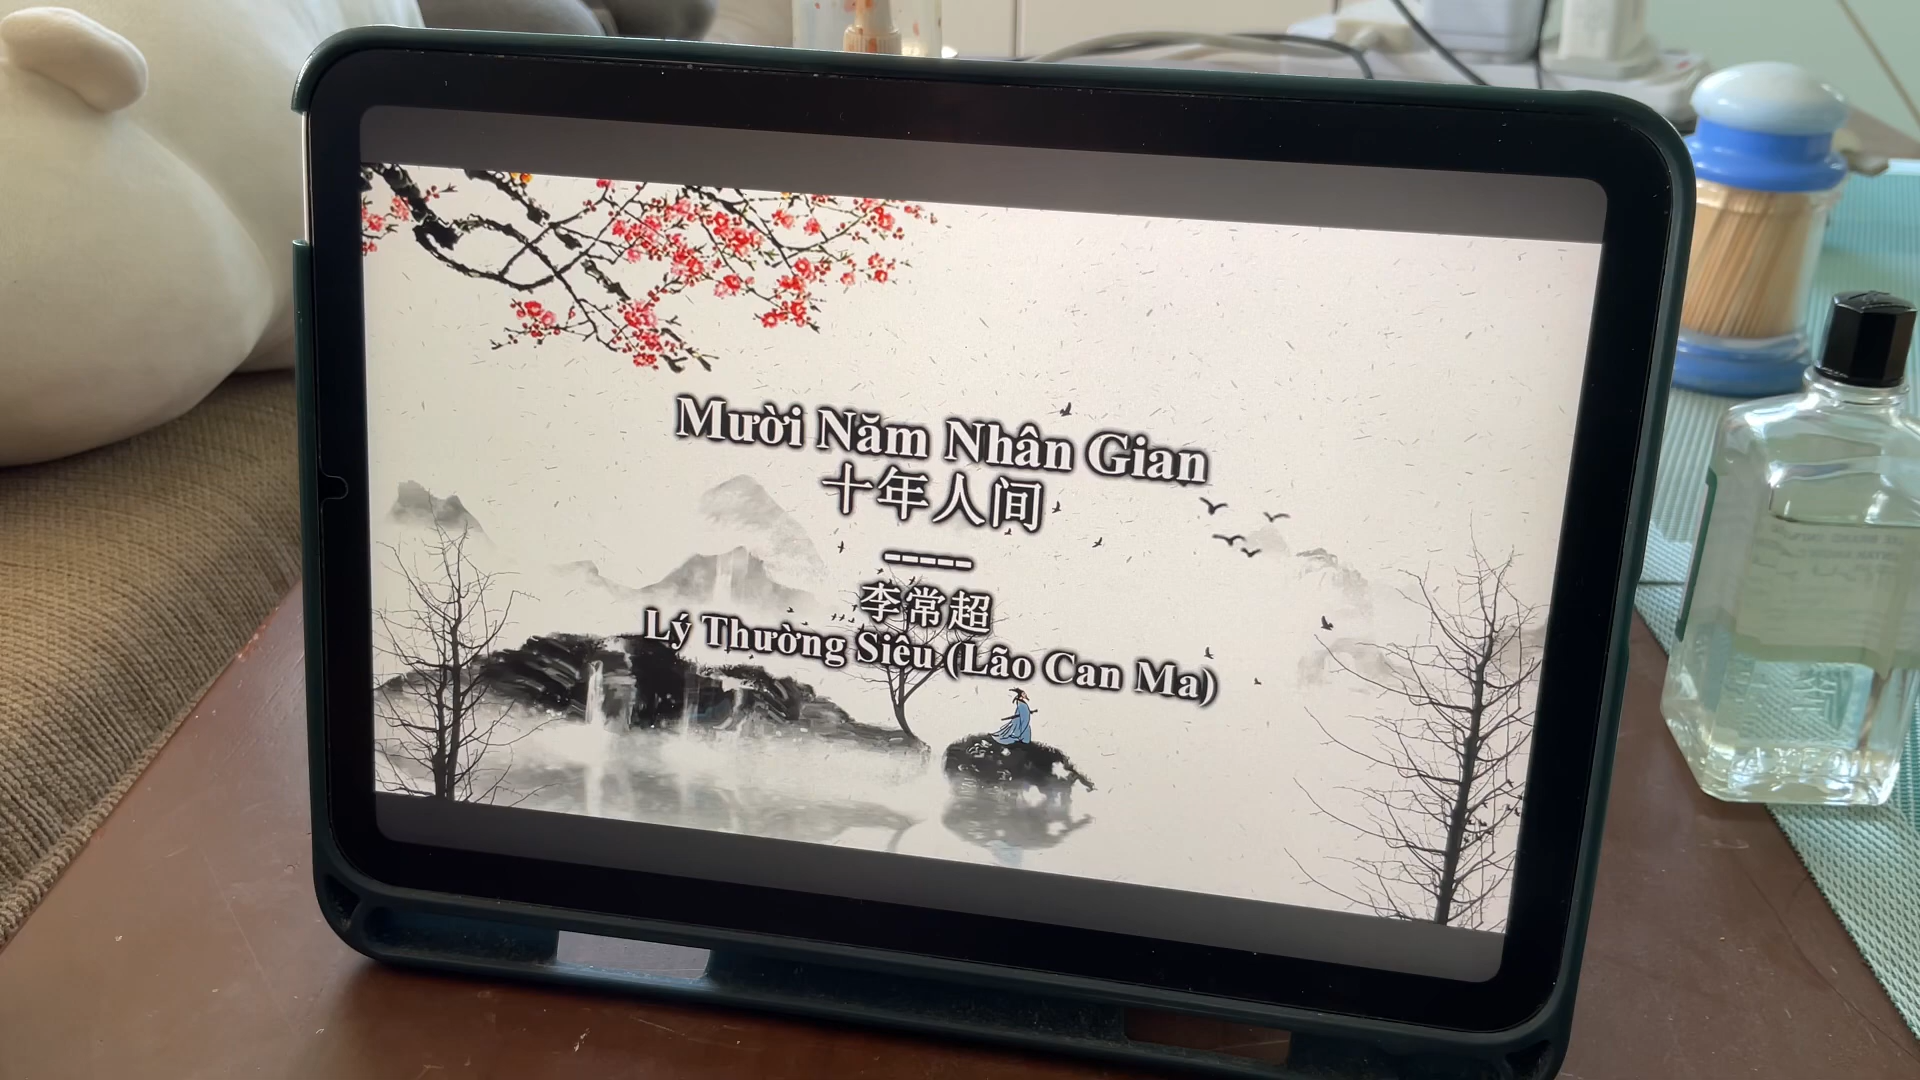 Mười Năm Nhân Gian
十年人间
-----
李常超
Lý Thường Siêu (Lão Can Ma)